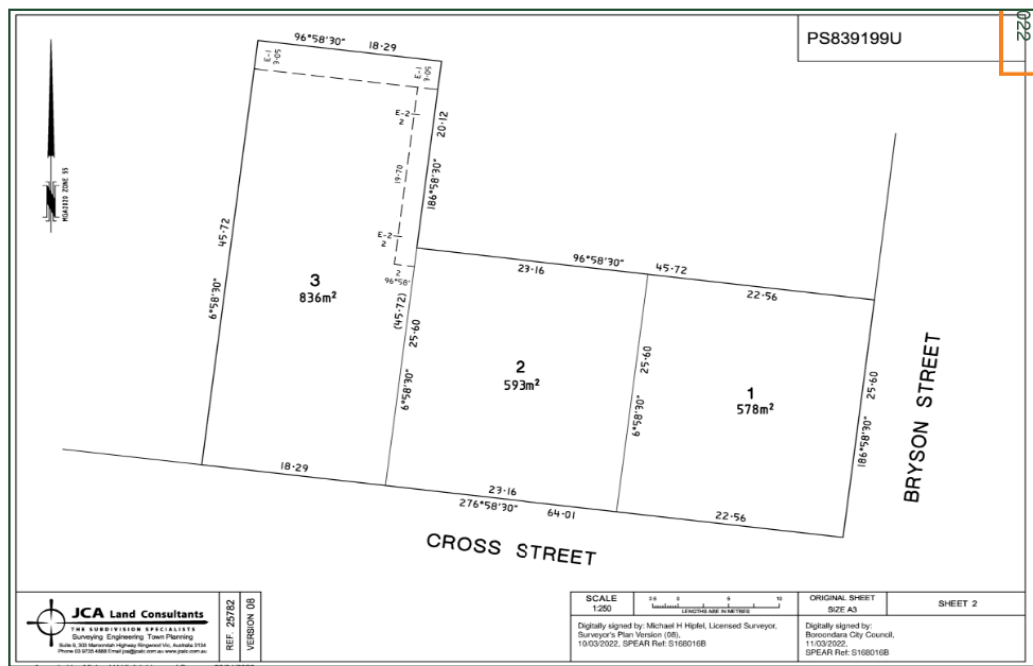 PS839199U
022
96°58'30" 18·29
E-1
3·05
E-1
3·05
E-2
2
20·12
186°58'30"
19·70
MGA2020 ZONE 55
N
45·72
6°58'30"
E-2
2
2
96°58'
3
836m²
(45·72)
25·60
6°58'30"
96°58'30" 45·72
23·16
22·56
2
593m²
25·60
6°58'30"
1
578m²
25·60
186°58'30"
BRYSON STREET
18·29
23·16
276°58'30" 64·01
22·56
CROSS STREET
JCA Land Consultants
THE SUBDIVISION SPECIALISTS
Surveying Engineering Town Planning
REF. 25782
VERSION 08
SCALE
1:250
2.5 0 5 10
LENGTHS ARE IN METRES
ORIGINAL SHEET
SIZE A3
SHEET 2
Digitally signed by: Michael H Hipfel, Licensed Surveyor,
Surveyor's Plan Version (08),
10/03/2022, SPEAR Ref: S168016B
Digitally signed by:
Boroondara City Council,
11/03/2022,
SPEAR Ref: S168016B